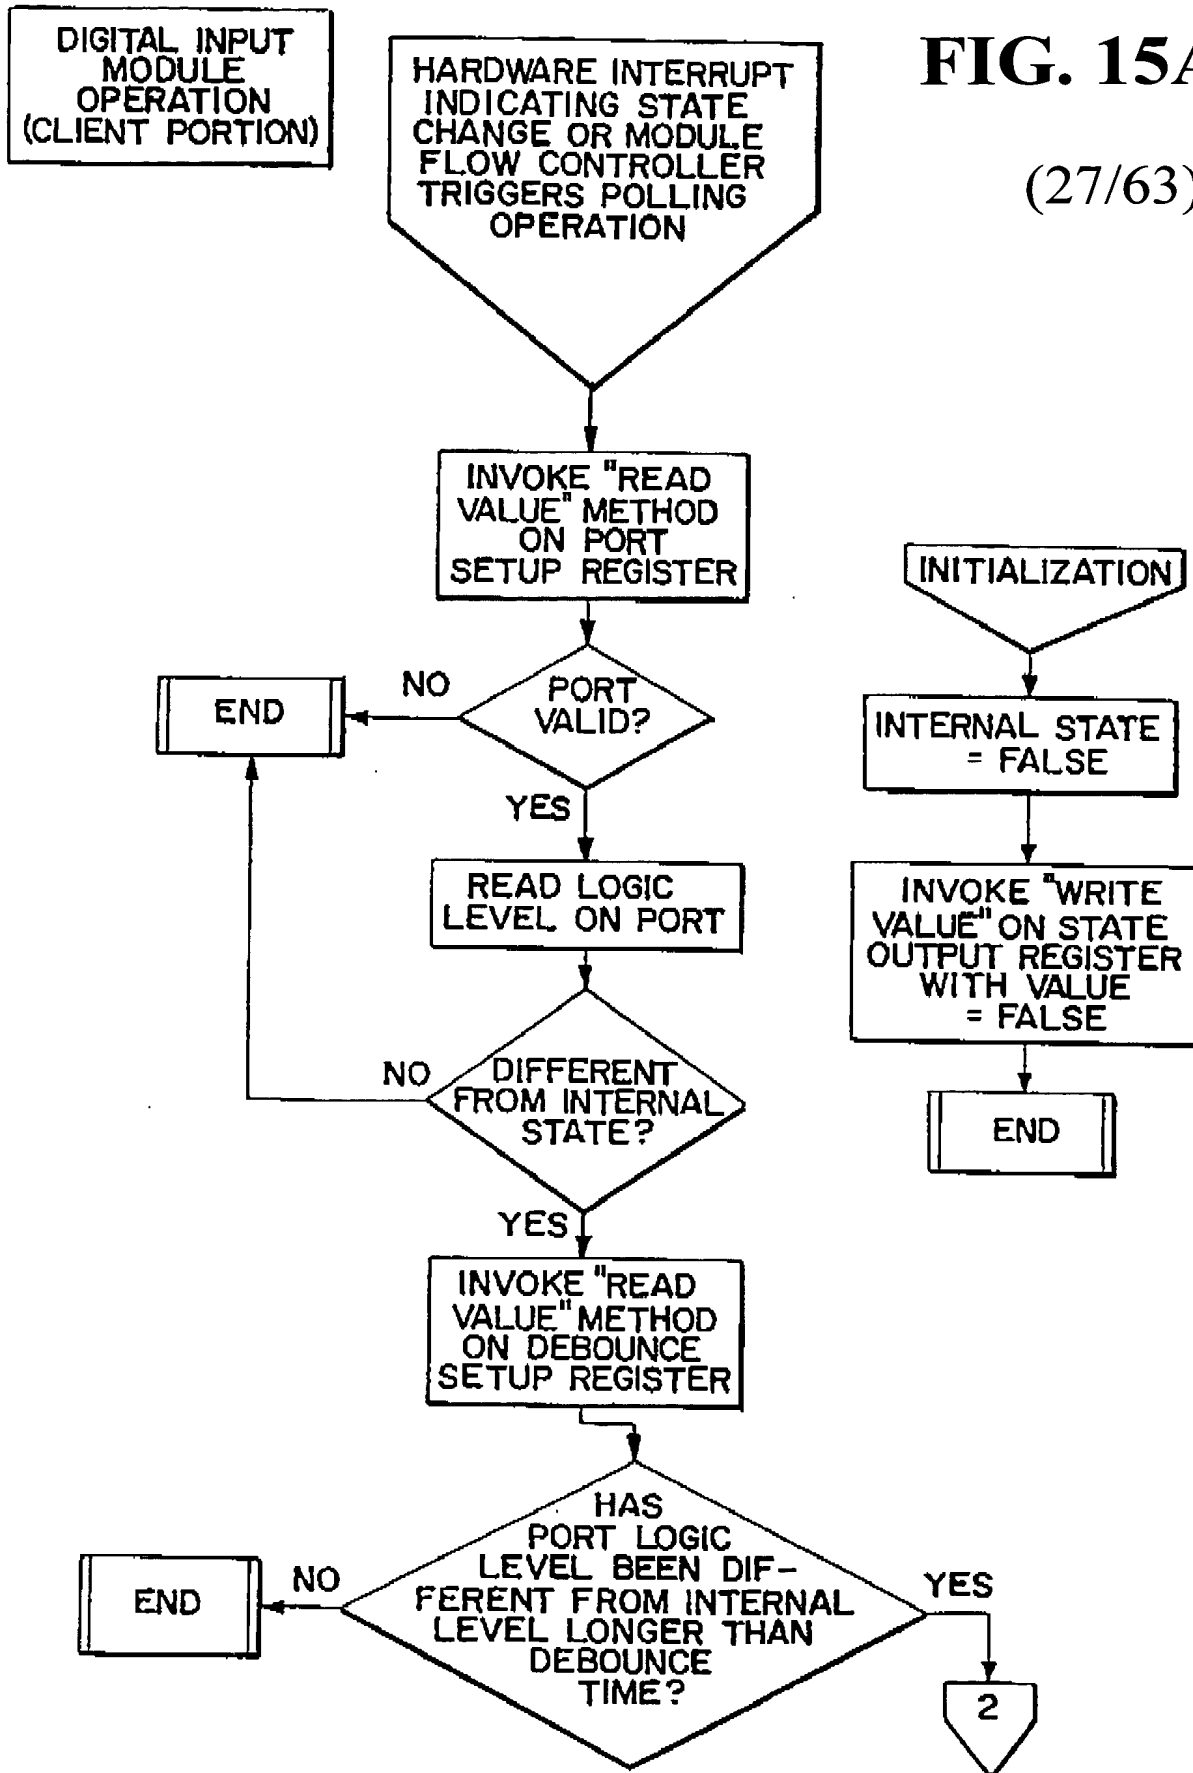 DIGITAL INPUT
MODULE
OPERATION
(CLIENT PORTION)
HARDWARE INTERRUPT
INDICATING STATE
CHANGE OR MODULE
FLOW CONTROLLER
TRIGGERS POLLING
OPERATION
FIG. 15A
(27/63)
INVOKE "READ
VALUE" METHOD
ON PORT
SETUP REGISTER
PORT
VALID?
NO
END
YES
READ LOGIC
LEVEL ON PORT
DIFFERENT
FROM INTERNAL
STATE?
NO
YES
INVOKE "READ
VALUE" METHOD
ON DEBOUNCE
SETUP REGISTER
HAS
PORT LOGIC
LEVEL BEEN DIF-
FERENT FROM INTERNAL
LEVEL LONGER THAN
DEBOUNCE
TIME?
NO
END
YES
2
INITIALIZATION
INTERNAL STATE
= FALSE
INVOKE "WRITE
VALUE" ON STATE
OUTPUT REGISTER
WITH VALUE
= FALSE
END